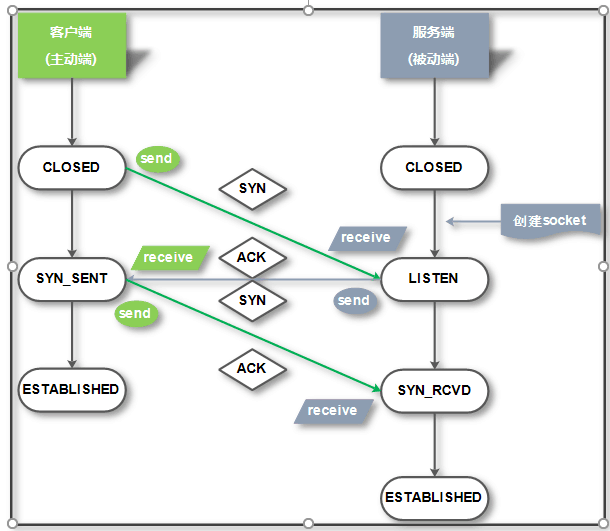 客户端
(主动端)
服务端
(被动端)
CLOSED
send
SYN
CLOSED
创建socket
receive
receive
ACK
SYN_SENT
LISTEN
SYN
send
send
ACK
ESTABLISHED
SYN_RCVD
receive
ESTABLISHED